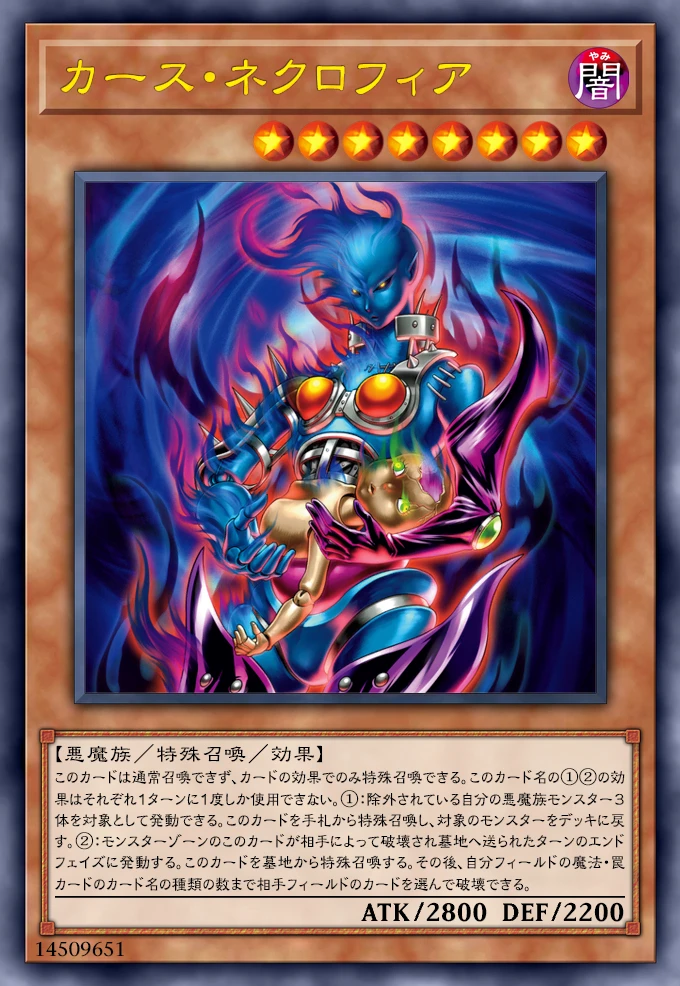 カース・ネクロフィア
やみ
闇
【悪魔族／特殊召喚／効果】
このカードは通常召喚できず、カードの効果でのみ特殊召喚できる。このカード名の①②の効
果はそれぞれ1ターンに1度しか使用できない。①：除外されている自分の悪魔族モンスター３
体を対象として発動できる。このカードを手札から特殊召喚し、対象のモンスターをデッキに戻
す。②：モンスターゾーンのこのカードが相手によって破壊され墓地へ送られたターンのエンド
フェイズに発動する。このカードを墓地から特殊召喚する。その後、自分フィールドの魔法・罠
カードのカード名の種類の数まで相手フィールドのカードを選んで破壊できる。
ATK/2800 DEF/2200
14509651